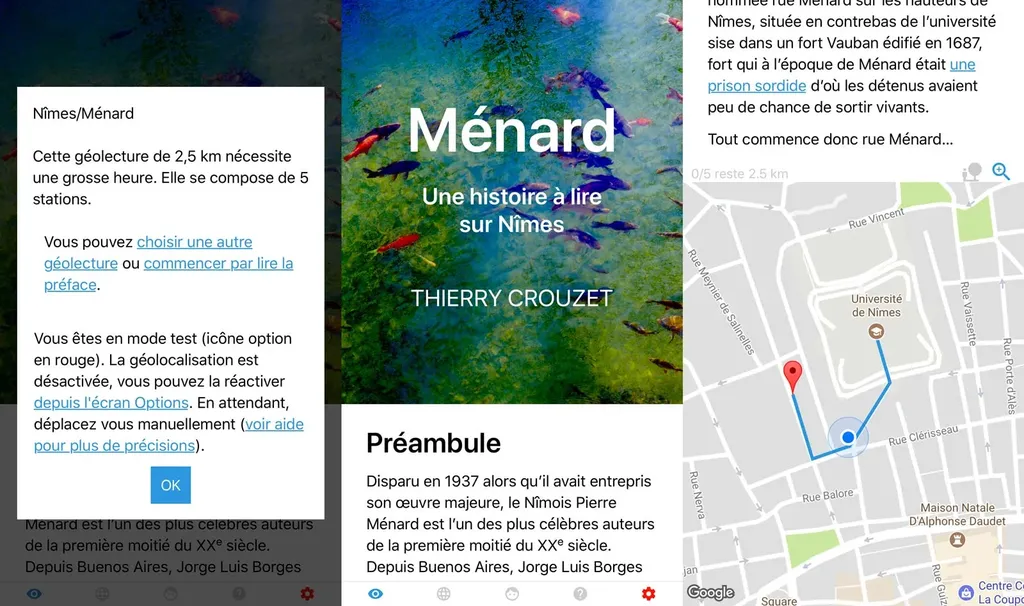 Nîmes/Ménard
Cette géolecture de 2,5 km nécessite
une grosse heure. Elle se compose de 5
stations.
Vous pouvez choisir une autre
géolecture ou commencer par lire la
préface.
Vous êtes en mode test (icône option
en rouge). La géolocalisation est
désactivée, vous pouvez la réactiver
depuis l'écran Options. En attendant,
déplacez vous manuellement (voir aide
pour plus de précisions).
OK
Ménard est l'un des plus célèbres auteurs
de la première moitié du XXe siècle.
Depuis Buenos Aires, Jorge Luis Borges
Ménard
Une histoire à lire
sur Nîmes
THIERRY CROUZET
Préambule
Disparu en 1937 alors qu'il avait entrepris
son œuvre majeure, le Nîmois Pierre
Ménard est l'un des plus célèbres auteurs
de la première moitié du XXe siècle.
Depuis Buenos Aires, Jorge Luis Borges
nommée rue Ménard sur les hauteurs de
Nîmes, située en contrebas de l'université
sise dans un fort Vauban édifié en 1687,
fort qui à l'époque de Ménard était une
prison sordide d'où les détenus avaient
peu de chance de sortir vivants.
Tout commence donc rue Ménard...
0/5 reste 2.5 km
Rue Vincent
Rue Meynier de Salinelles
Université
de Nîmes
Rue Vaissette
Rue Porte d'Alès
Rue Clérisseau
Rue Nerva
Rue Balore
Maison Natale
D'Alphonse Daudet
Rue Guiz
jan
Google
Square
Centre Co
La Coupo